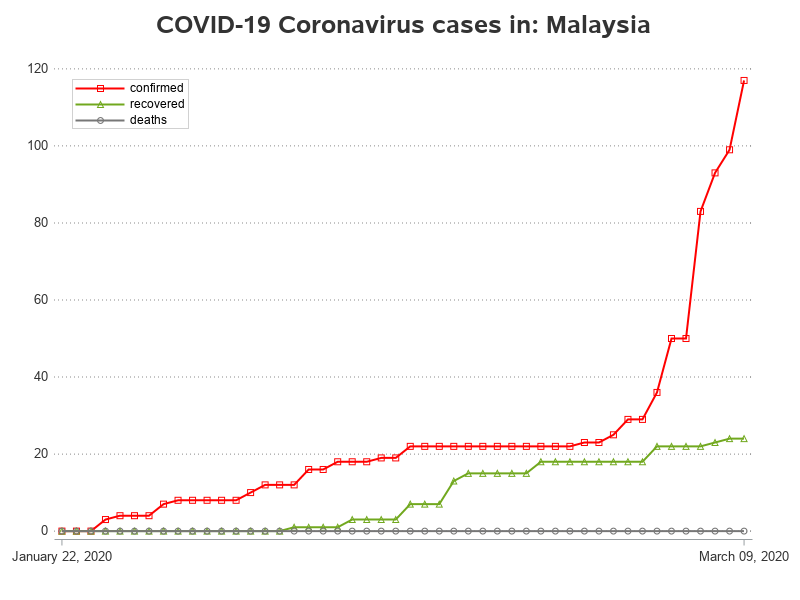 COVID-19 Coronavirus cases in: Malaysia
120
confirmed
recovered
deaths
100
80
60
40
20
0
January 22, 2020
March 09, 2020